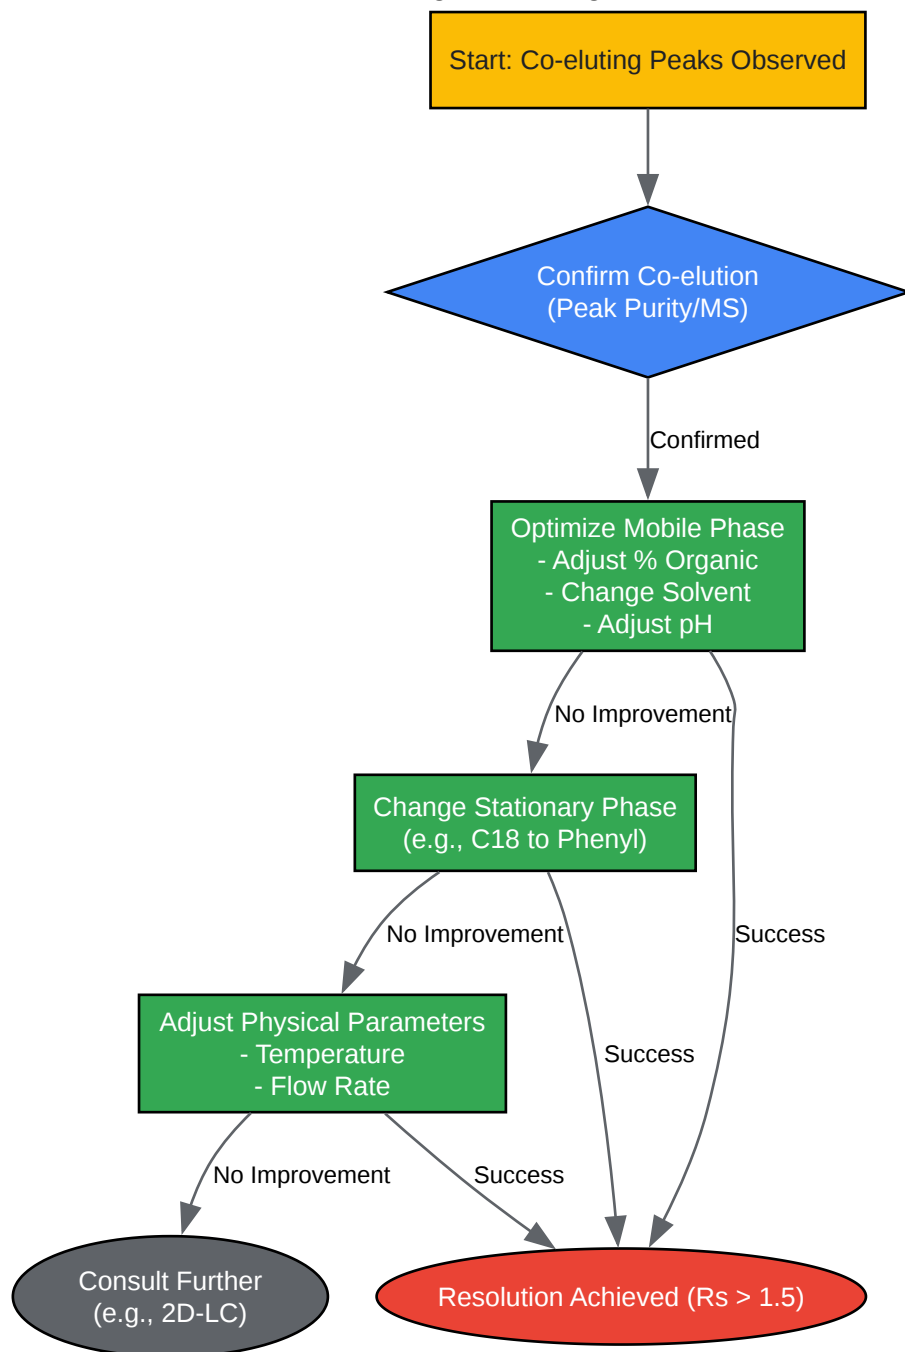 Start: Co-eluting Peaks Observed
Confirm Co-elution
(Peak Purity/MS)
Confirmed
Optimize Mobile Phase
- Adjust % Organic
- Change Solvent
- Adjust pH
No Improvement
Change Stationary Phase
(e.g., C18 to Phenyl)
No Improvement
Success
Adjust Physical Parameters
- Temperature
- Flow Rate
Success
No Improvement
Success
Consult Further
(e.g., 2D-LC)
Resolution Achieved (Rs > 1.5)